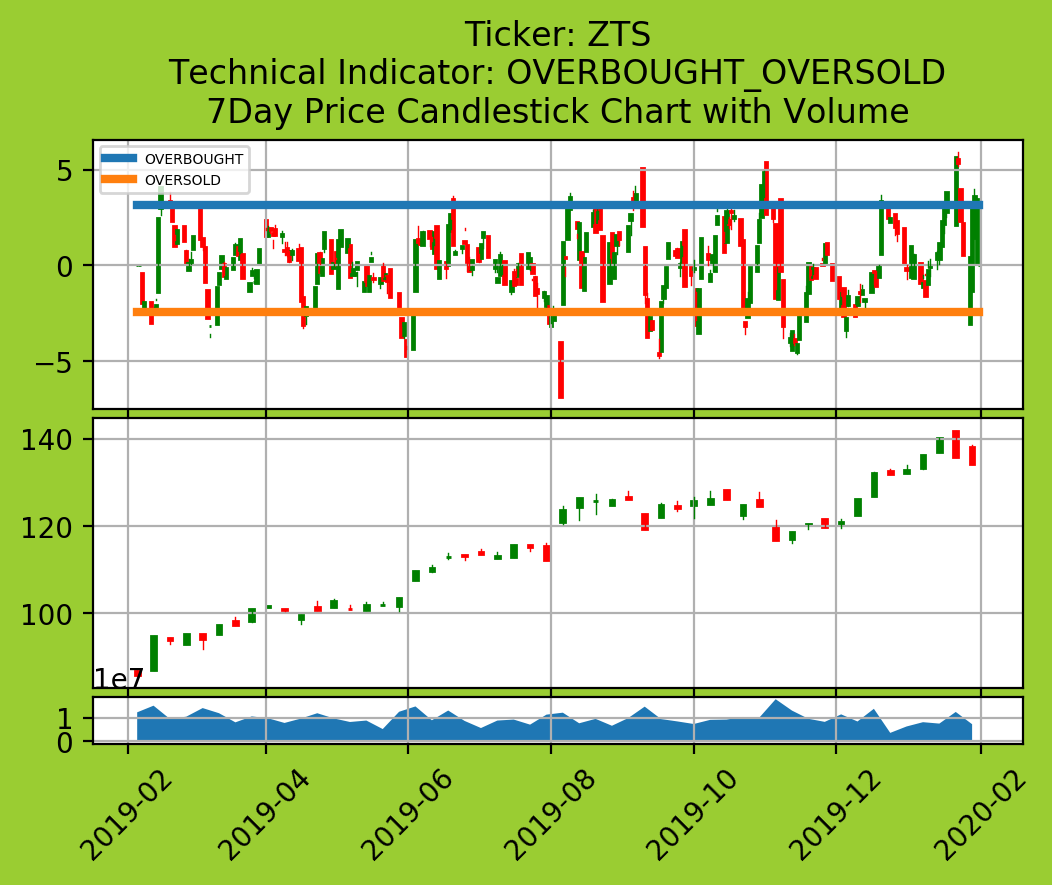 Ticker: ZTS
Technical Indicator: OVERBOUGHT_OVERSOLD
7Day Price Candlestick Chart with Volume
OVERBOUGHT
OVERSOLD
5
0
−5
140
120
100
1e7
1
0
2019-02
2019-04
2019-06
2019-08
2019-10
2019-12
2020-02